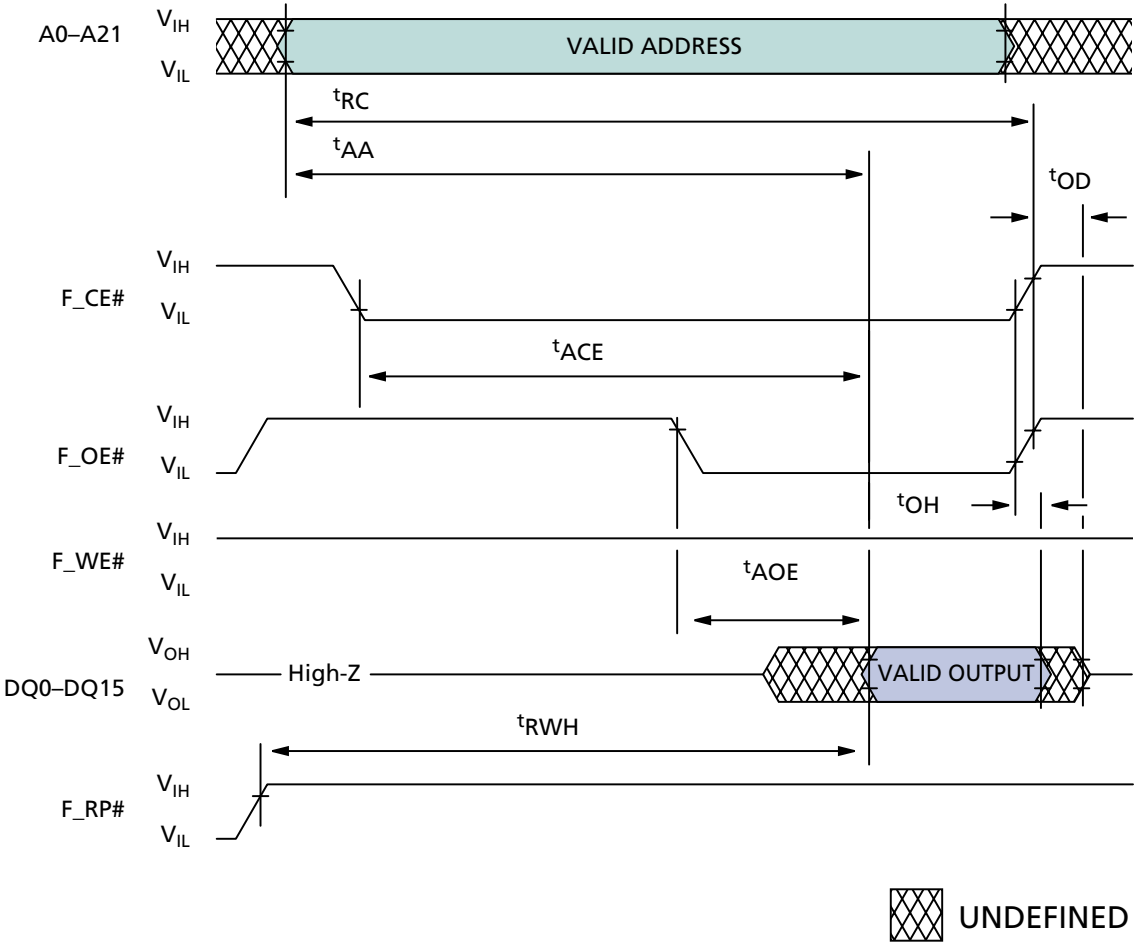 A0–A21
VIH
VIL
VALID ADDRESS
tRC
tAA
tOD
F_CE#
VIH
VIL
tACE
F_OE#
VIH
VIL
tOH
F_WE#
VIH
VIL
tAOE
DQ0–DQ15
VOH
VOL
High-Z
VALID OUTPUT
tRWH
F_RP#
VIH
VIL
UNDEFINED